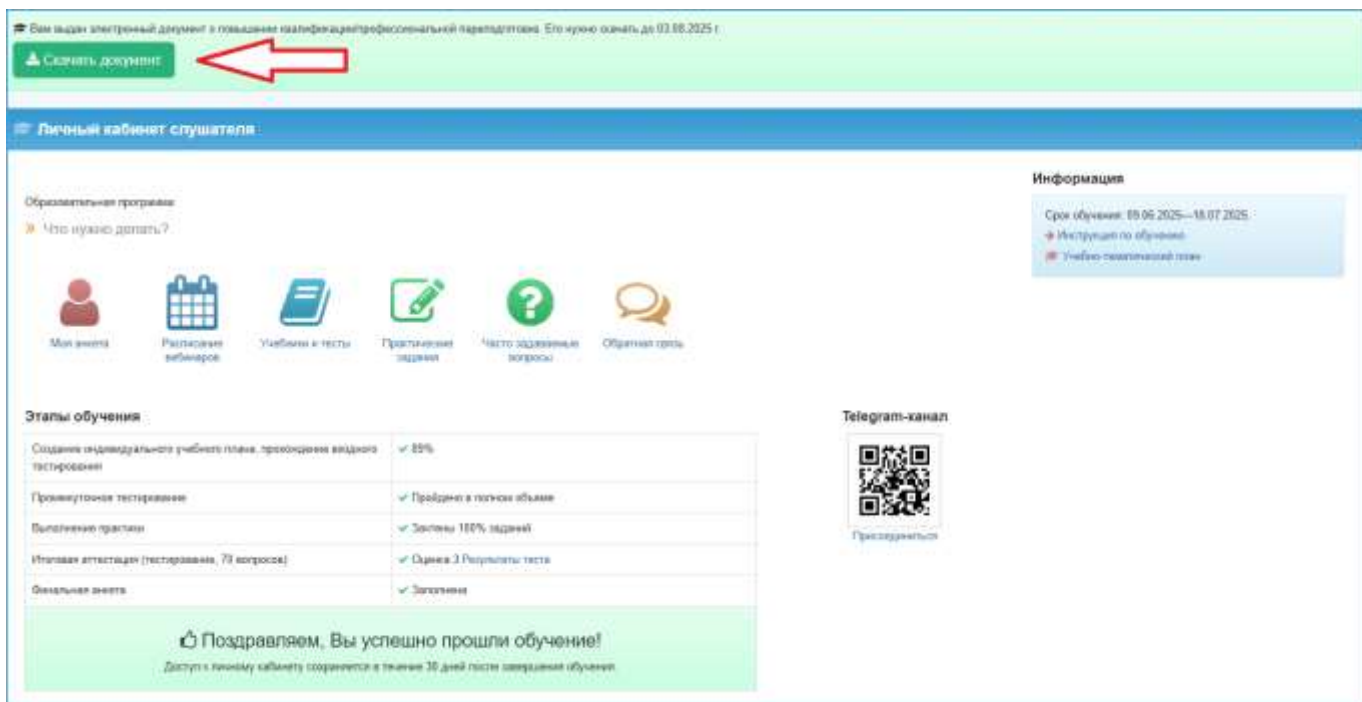 Вам выдан электронный документ о повышении квалификации/профессиональной переподготовке. Его нужно скачать до 03.08.2025 г.
Скачать документ
Личный кабинет слушателя
Информация
Образовательная программа:
Срок обучения: 09.06.2025—18.07.2025.
Что нужно делать?
Инструкция по обучению
Учебно-тематический план
Моя анкета
Расписание
вебинаров
Учебники и тесты
Практические
задания
Часто задаваемые
вопросы
Обратная связь
Этапы обучения
Telegram-канал
Создание индивидуального учебного плана, прохождение входного
тестирования
89%
Промежуточное тестирование
Пройдено в полном объеме
Выполнение практики
Зачтены 100% заданий
Присоединиться
Итоговая аттестация (тестирование, 79 вопросов)
Оценка 3 Результаты теста
Финальная анкета
Заполнена
Поздравляем, Вы успешно прошли обучение!
Доступ к личному кабинету сохраняется в течение 30 дней после завершения обучения.